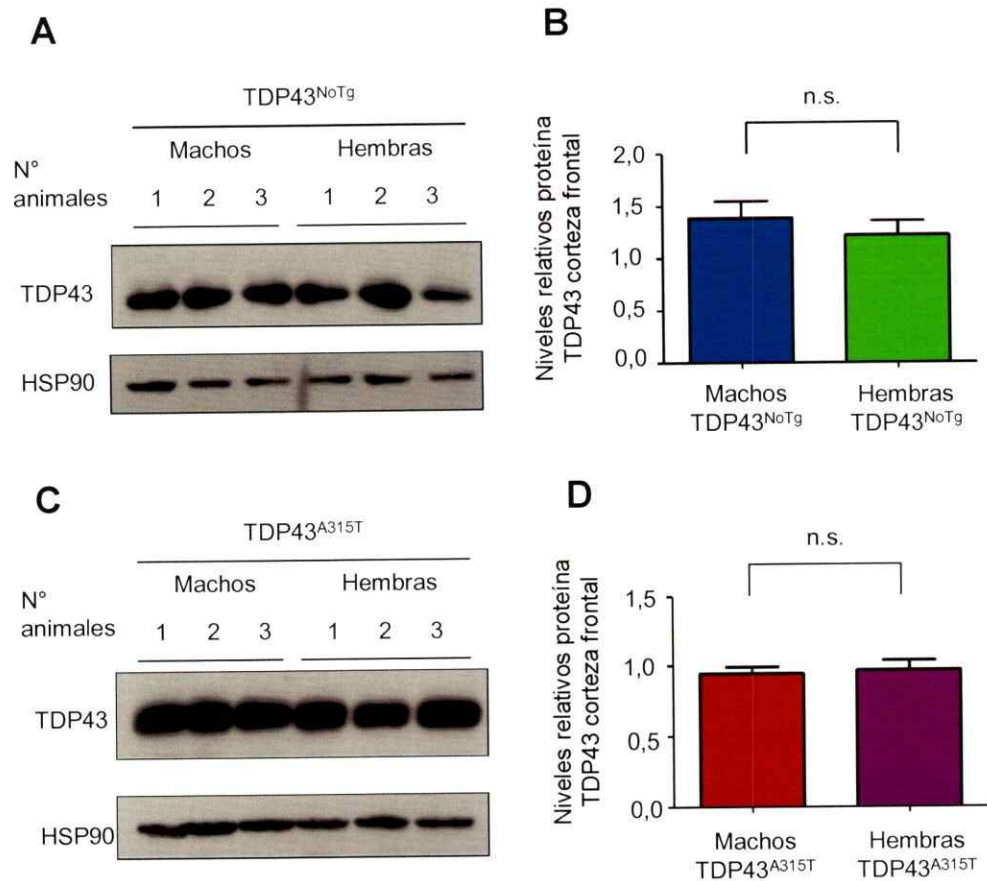 A
TDP43NoTg
Machos Hembras
N°
animales
1 2 3 1 2 3
TDP43
HSP90
B
n.s.
Niveles relativos proteína
TDP43 corteza frontal
2,0
1,5
1,0
0,5
0,0
Machos
TDP43NoTg
Hembras
TDP43NoTg
C
TDP43A315T
Machos Hembras
N°
animales
1 2 3 1 2 3
TDP43
HSP90
D
n.s.
Niveles relativos proteína
TDP43 corteza frontal
1,5
1,0
0,5
0,0
Machos
TDP43A315T
Hembras
TDP43A315T